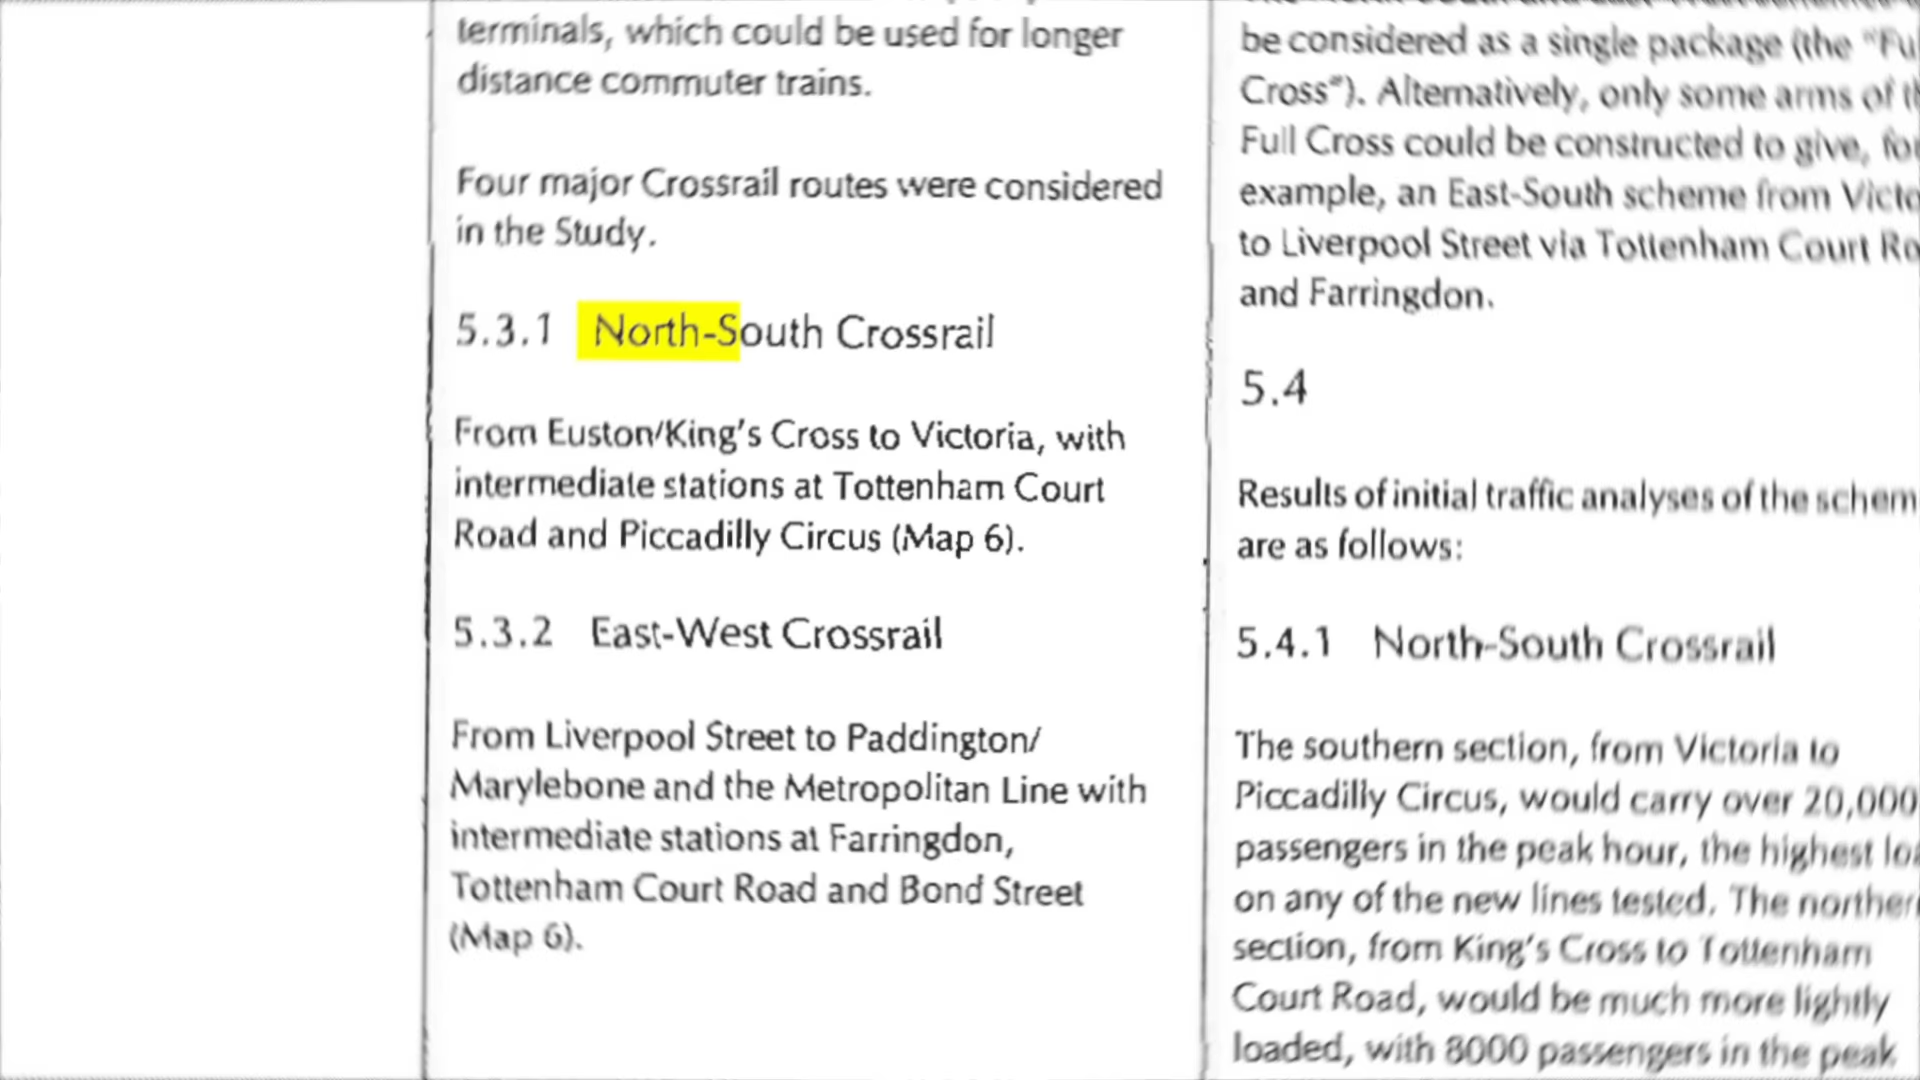 terminals, which could be used for longer
distance commuter trains.
Four major Crossrail routes were considered
in the Study.
5.3.1 North-South Crossrail
From Euston/King's Cross to Victoria, with
intermediate stations at Tottenham Court
Road and Piccadilly Circus (Map 6).
5.3.2 East-West Crossrail
From Liverpool Street to Paddington/
Marylebone and the Metropolitan Line with
intermediate stations at Farringdon,
Tottenham Court Road and Bond Street
(Map 6).
be considered as a single package (the "Fu
Cross"). Alternatively, only some arms of th
Full Cross could be constructed to give, for
example, an East-South scheme from Victo
to Liverpool Street via Tottenham Court Ro
and Farringdon.
5.4
Results of initial traffic analyses of the schem
are as follows:
5.4.1 North-South Crossrail
The southern section, from Victoria to
Piccadilly Circus, would carry over 20,000
passengers in the peak hour, the highest loa
on any of the new lines tested. The northern
section, from King's Cross to Tottenham
Court Road, would be much more lightly
loaded, with 8000 passengers in the peak